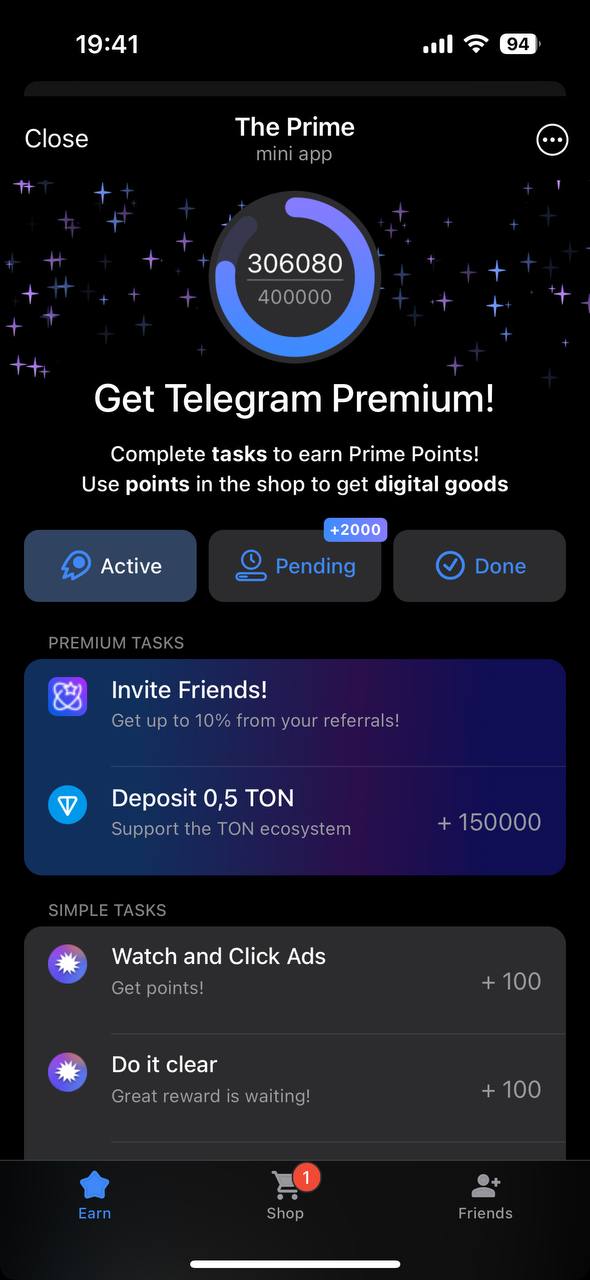 19:41
94
Close
The Prime
mini app
306080
400000
Get Telegram Premium!
Complete tasks to earn Prime Points!
Use points in the shop to get digital goods
+2000
Active
Pending
Done
PREMIUM TASKS
Invite Friends!
Get up to 10% from your referrals!
Deposit 0,5 TON
Support the TON ecosystem
+ 150000
SIMPLE TASKS
Watch and Click Ads
Get points!
+ 100
Do it clear
Great reward is waiting!
+ 100
1
Earn
Shop
Friends